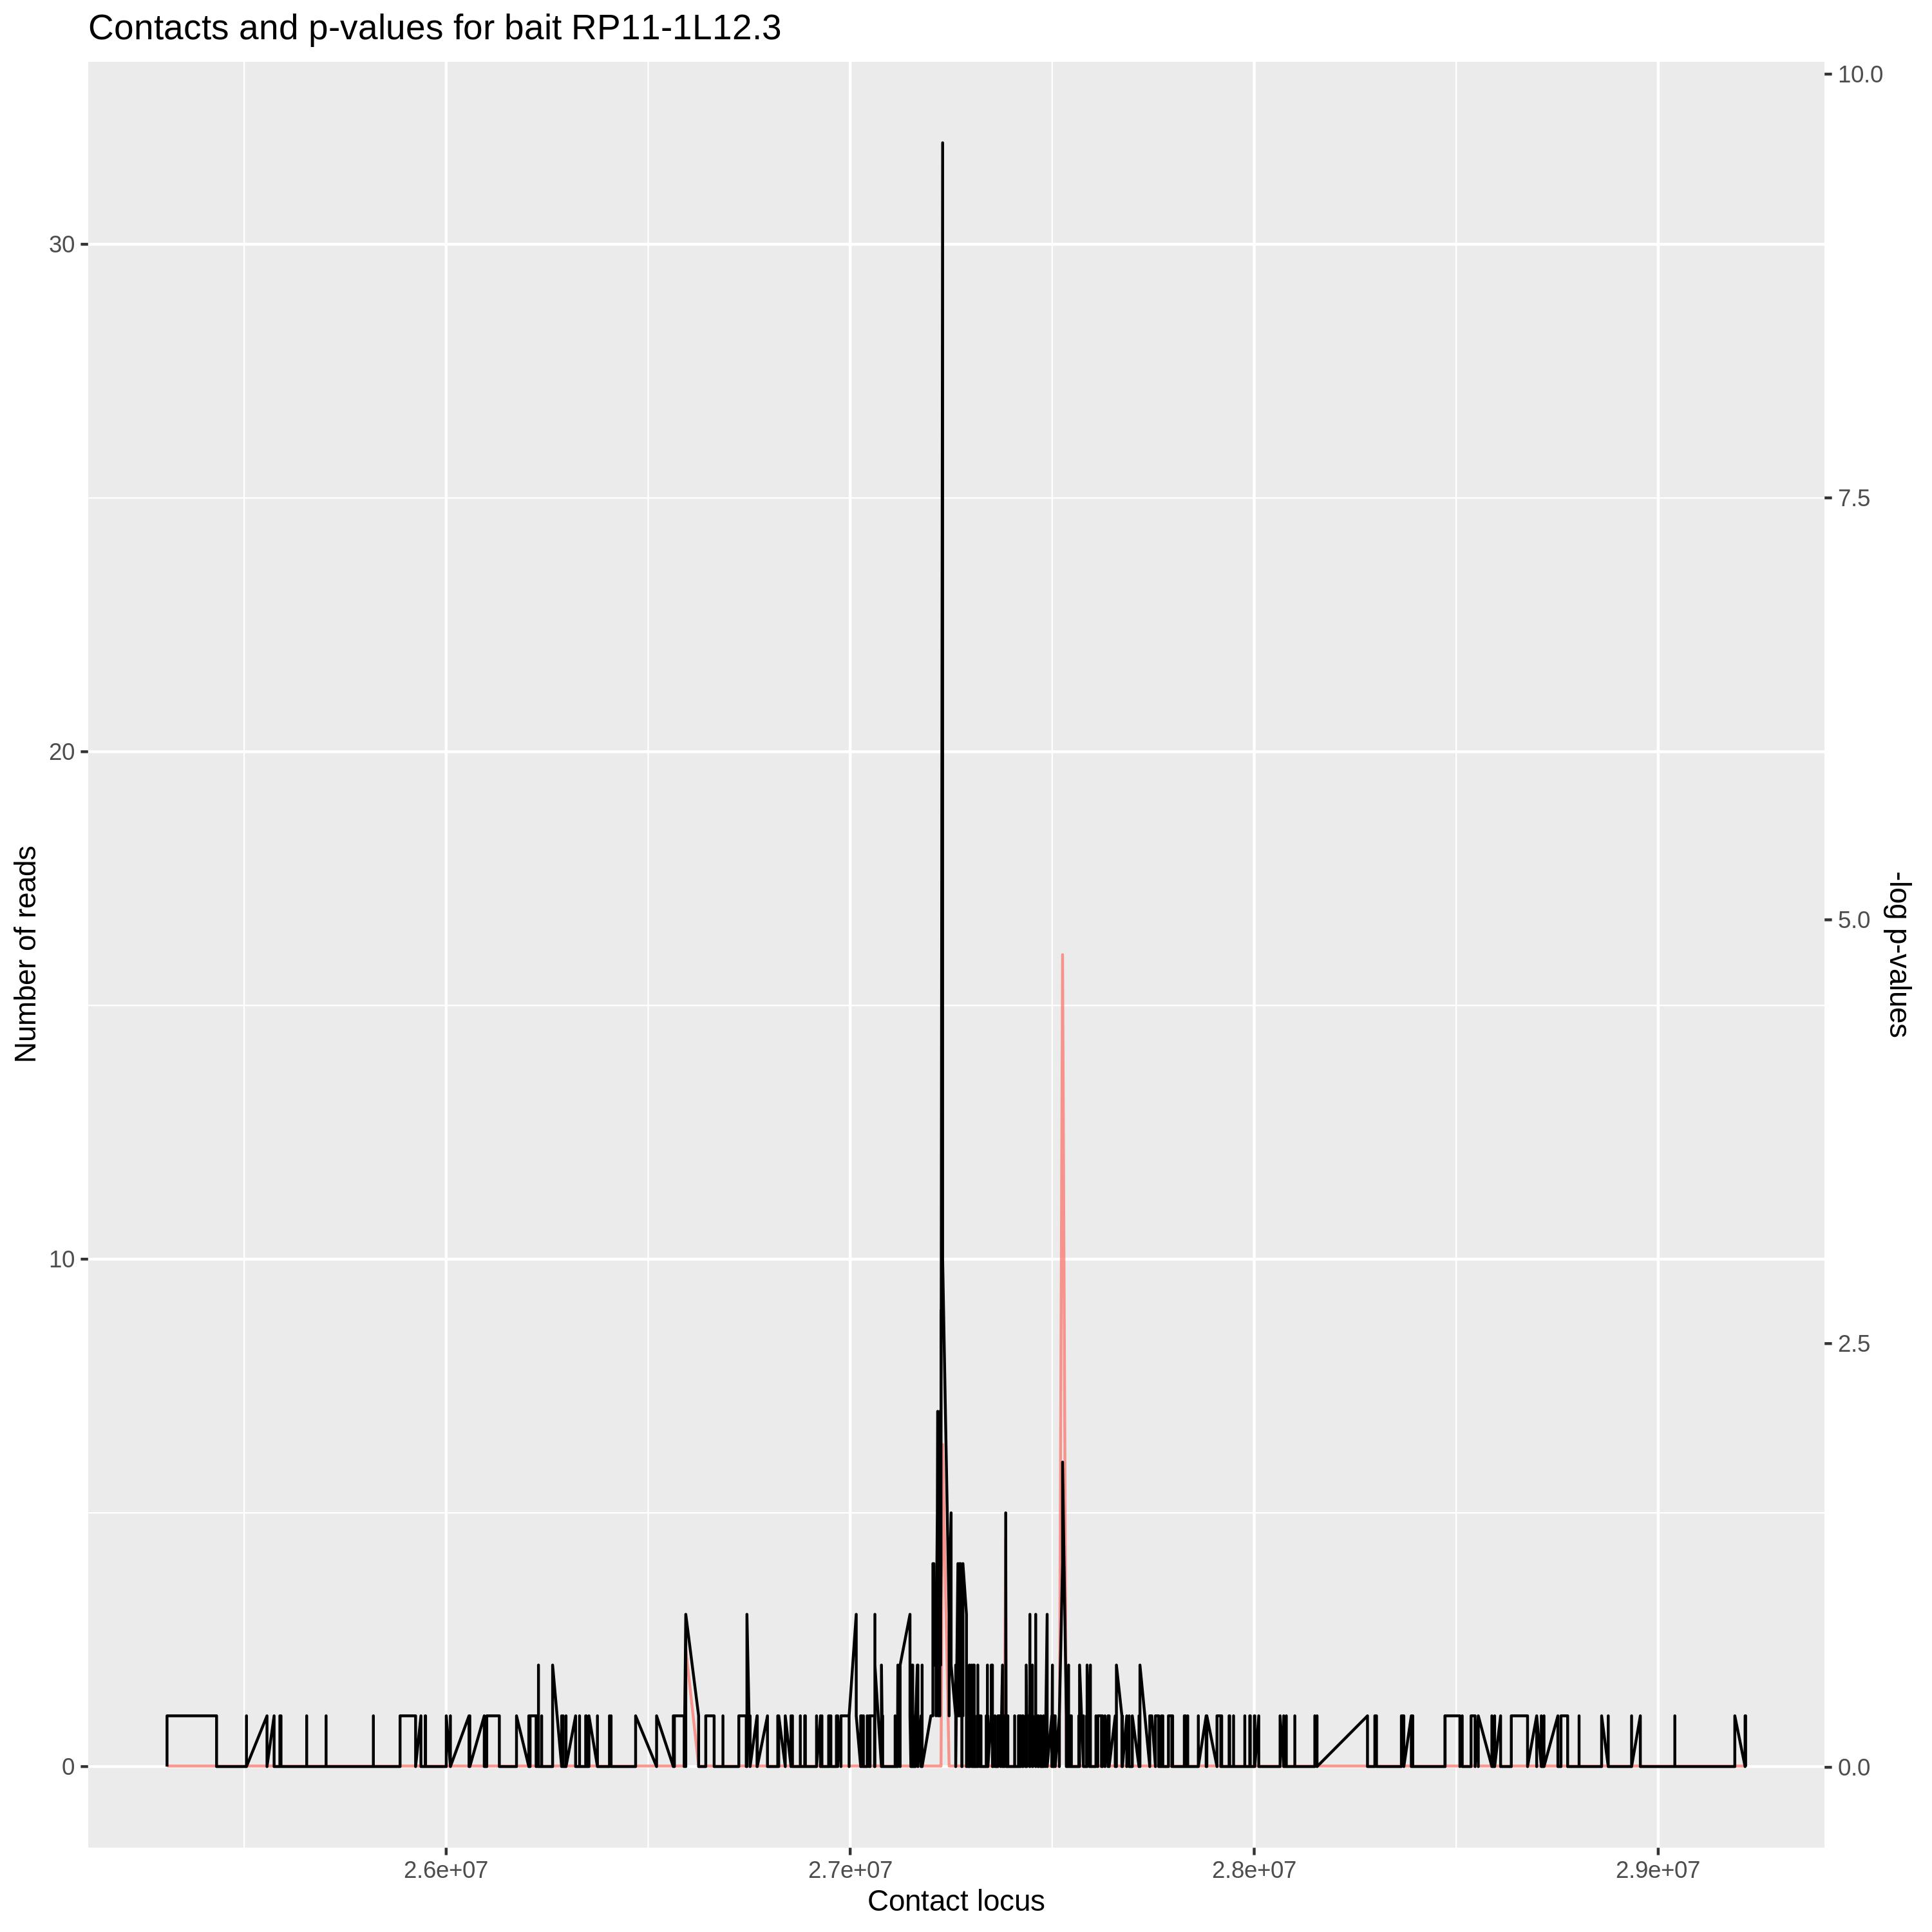 Contacts and p-values for bait RP11-1L12.3
Number of reads
30
20
10
0
10.0
7.5
5.0
2.5
0.0
-log p-values
2.6e+07
2.7e+07
2.8e+07
2.9e+07
Contact locus